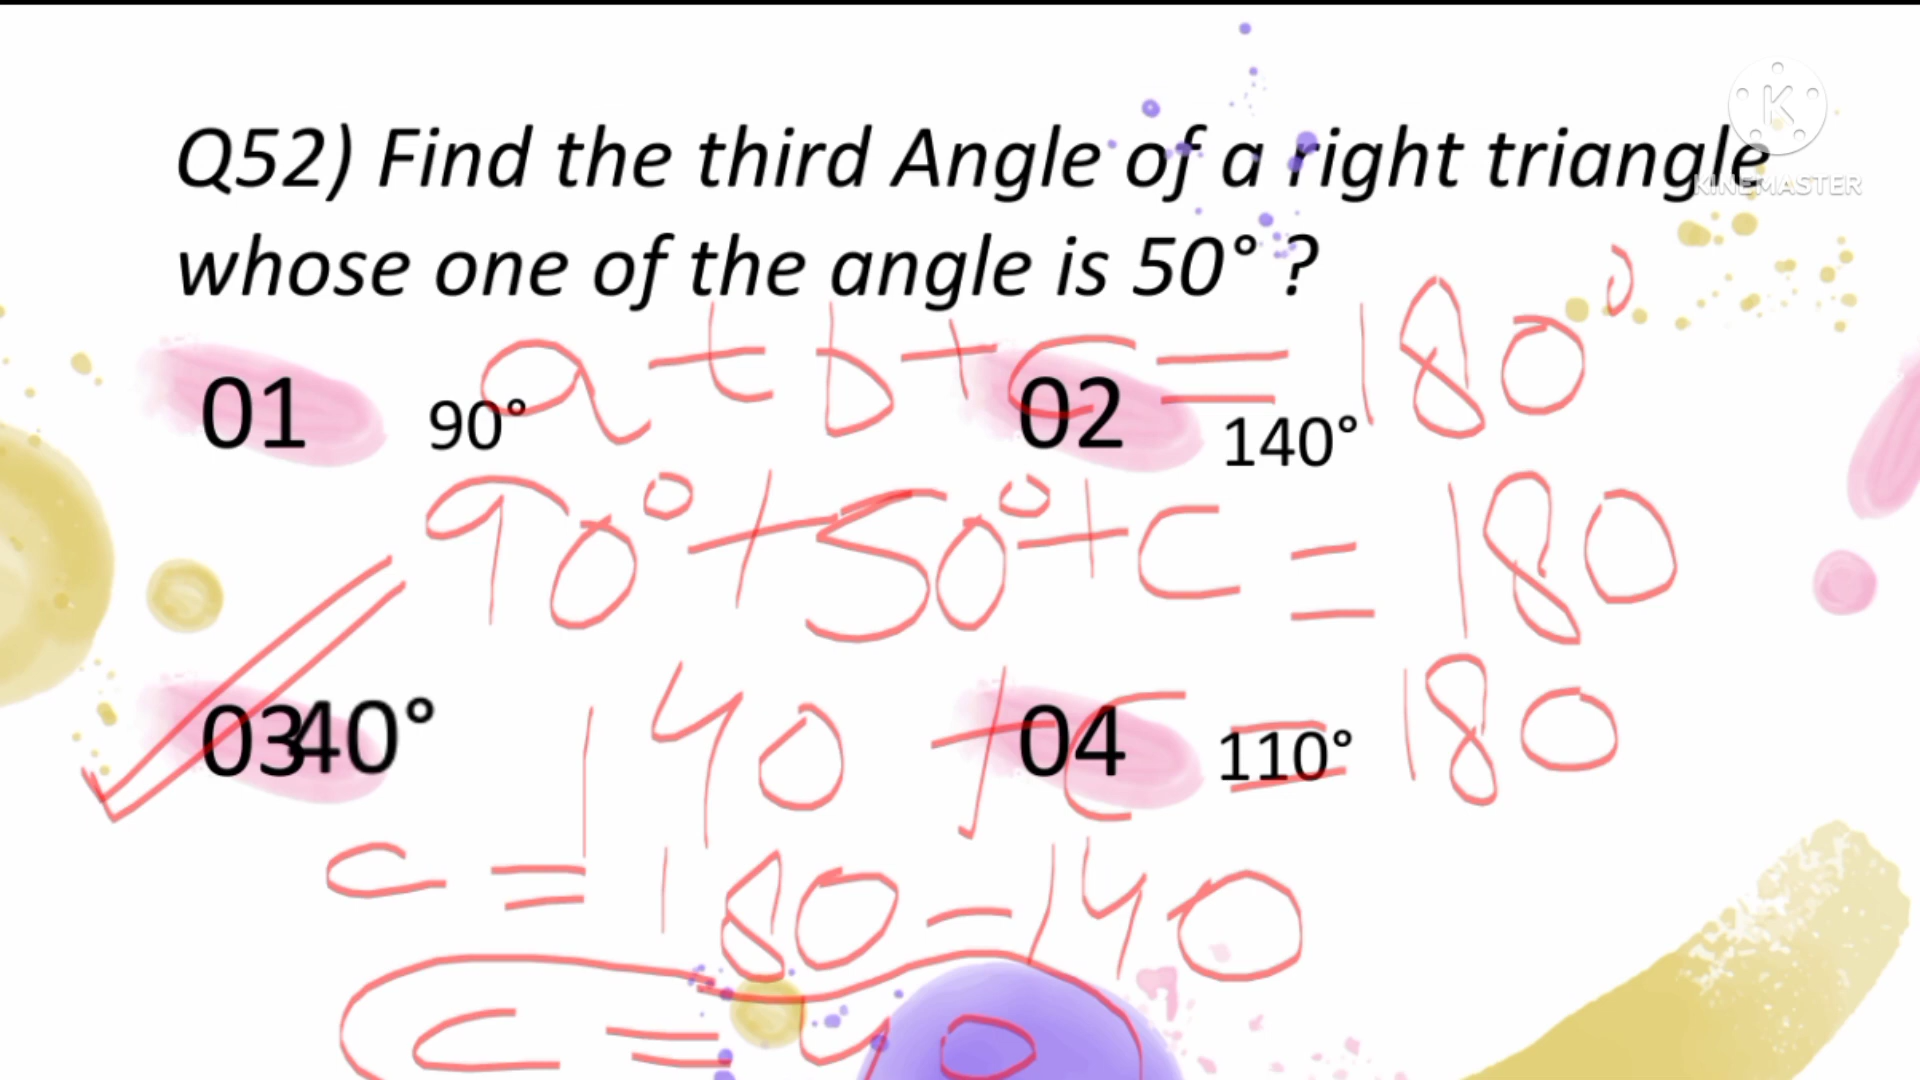 Q52) Find the third Angle of a right triangle
whose one of the angle is 50° ?
KINEMASTER
a + b + c = 180°
01 90° 02 140°
90° + 50° + c = 180
03 40° 04 110°
140 + c = 180
c = 180 - 140
c = 40